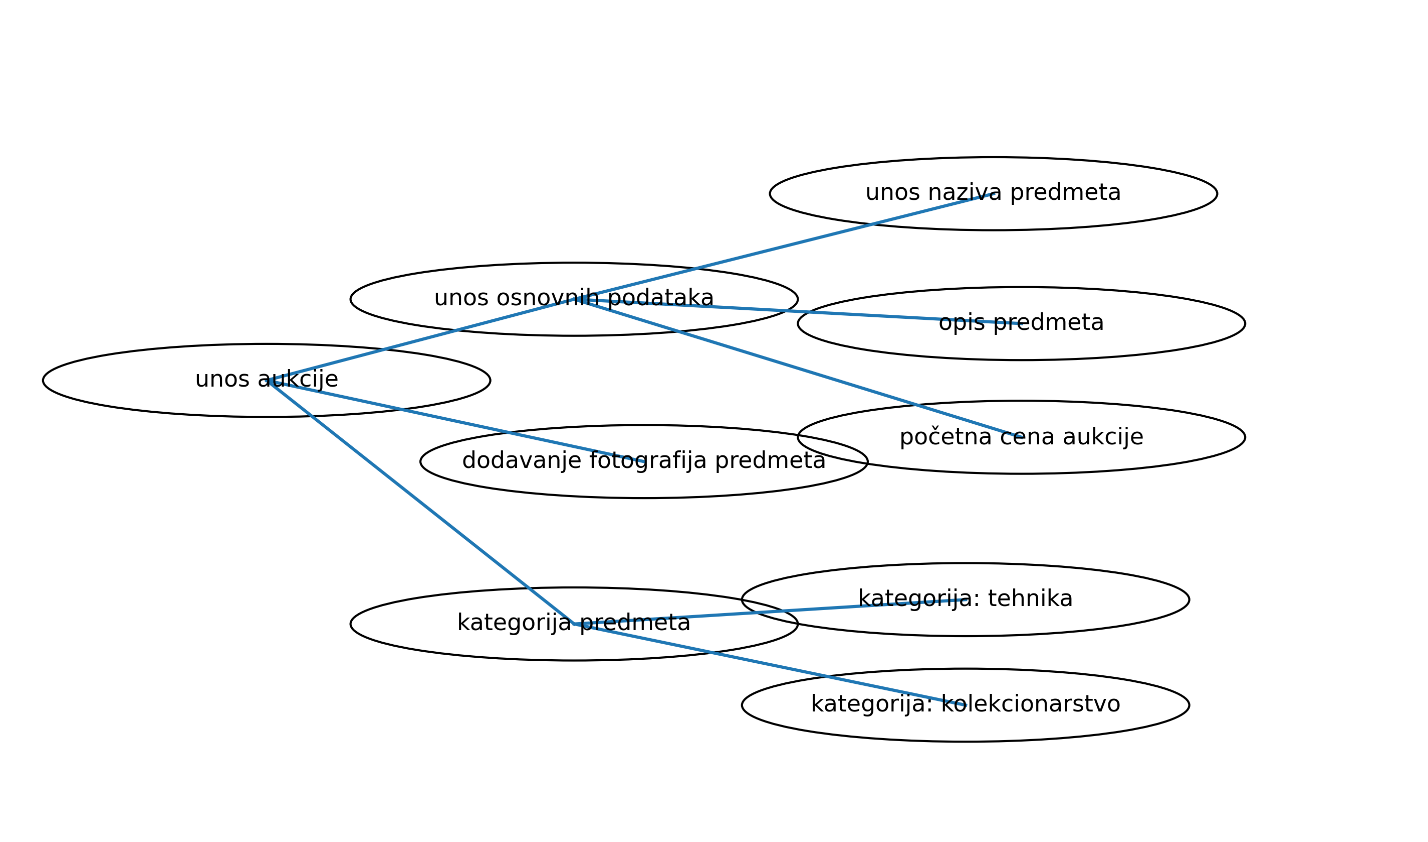 unos naziva predmeta
unos osnovnih podataka
opis predmeta
unos aukcije
početna cena aukcije
dodavanje fotografija predmeta
kategorija: tehnika
kategorija predmeta
kategorija: kolekcionarstvo